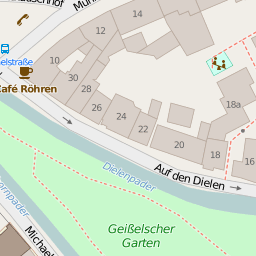 12
14
10
30
28
26
24
22
20
18a
18
16
Café Röhren
Auf den Dielen
Dielenpader
Geißelscher
Garten